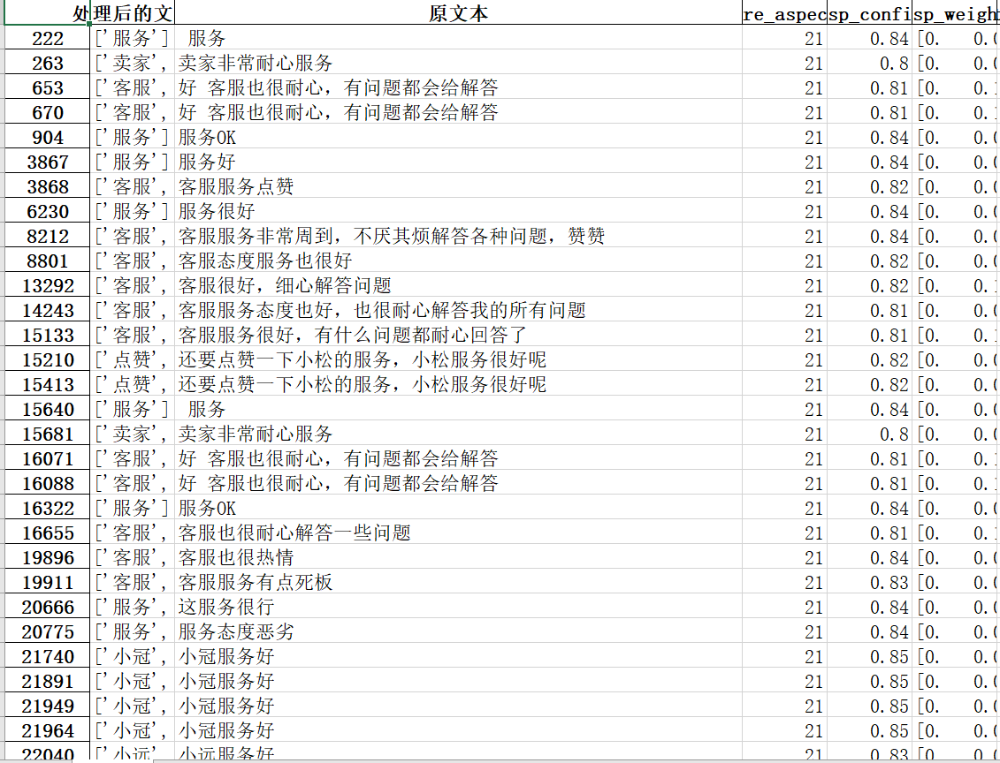 处理后的文 原文本 re_aspec sp_confi sp_weigh
222 ['服务'] 服务 21 0.84 [0. 0.0
263 ['卖家', 卖家非常耐心服务 21 0.8 [0. 0.0
653 ['客服', 好 客服也很耐心，有问题都会给解答 21 0.81 [0. 0.1
670 ['客服', 好 客服也很耐心，有问题都会给解答 21 0.81 [0. 0.1
904 ['服务'] 服务OK 21 0.84 [0. 0.0
3867 ['服务'] 服务好 21 0.84 [0. 0.0
3868 ['客服', 客服服务点赞 21 0.82 [0. 0.0
6230 ['服务'] 服务很好 21 0.84 [0. 0.0
8212 ['客服', 客服服务非常周到，不厌其烦解答各种问题，赞赞 21 0.84 [0. 0.0
8801 ['客服', 客服态度服务也很好 21 0.82 [0. 0.0
13292 ['客服', 客服很好，细心解答问题 21 0.82 [0. 0.1
14243 ['客服', 客服服务态度也好，也很耐心解答我的所有问题 21 0.81 [0. 0.0
15133 ['客服', 客服服务很好，有什么问题都耐心回答了 21 0.81 [0. 0.1
15210 ['点赞', 还要点赞一下小松的服务，小松服务很好呢 21 0.82 [0. 0.0
15413 ['点赞', 还要点赞一下小松的服务，小松服务很好呢 21 0.82 [0. 0.0
15640 ['服务'] 服务 21 0.84 [0. 0.0
15681 ['卖家', 卖家非常耐心服务 21 0.8 [0. 0.0
16071 ['客服', 好 客服也很耐心，有问题都会给解答 21 0.81 [0. 0.1
16088 ['客服', 好 客服也很耐心，有问题都会给解答 21 0.81 [0. 0.1
16322 ['服务'] 服务OK 21 0.84 [0. 0.0
16655 ['客服', 客服也很耐心解答一些问题 21 0.81 [0. 0.1
19896 ['客服', 客服也很热情 21 0.84 [0. 0.0
19911 ['客服', 客服服务有点死板 21 0.83 [0. 0.0
20666 ['服务', 这服务很行 21 0.84 [0. 0.0
20775 ['服务', 服务态度恶劣 21 0.84 [0. 0.0
21740 ['小冠', 小冠服务好 21 0.85 [0. 0.0
21891 ['小冠', 小冠服务好 21 0.85 [0. 0.0
21949 ['小冠', 小冠服务好 21 0.85 [0. 0.0
21964 ['小冠', 小冠服务好 21 0.85 [0. 0.0
22040 ['小远', 小远服务好 21 0.83 [0. 0.0